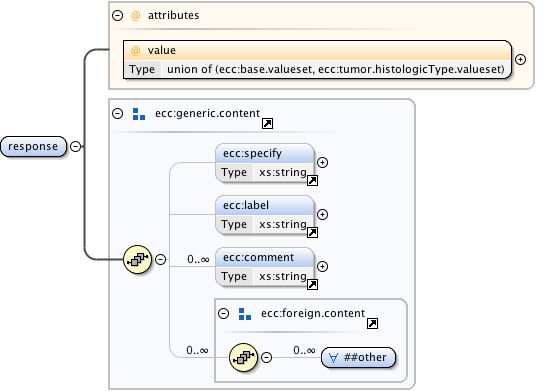 @ attributes
@ value
Type union of (ecc:base.valueset, ecc:tumor.histologicType.valueset)
response
ecc:generic.content
ecc:specify
Type xs:string
ecc:label
Type xs:string
0..∞
ecc:comment
Type xs:string
ecc:foreign.content
0..∞
0..∞
∀ ##other